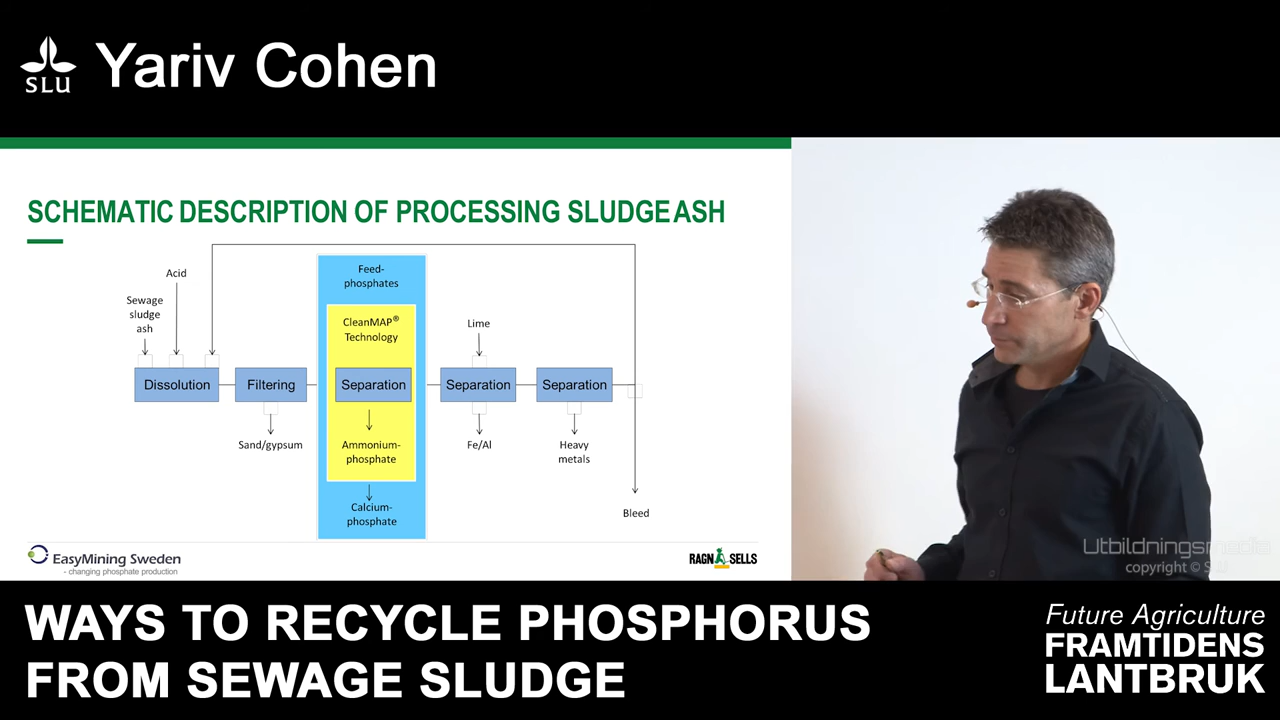 SLU
Yariv Cohen
SCHEMATIC DESCRIPTION OF PROCESSING SLUDGE ASH
Acid
Sewage
sludge
ash
Feed-
phosphates
CleanMAP®
Technology
Lime
Dissolution
Filtering
Separation
Separation
Separation
Sand/gypsum
Ammonium-
phosphate
Fe/Al
Heavy
metals
Calcium-
phosphate
Bleed
EasyMining Sweden
- changing phosphate production
RAGN SELLS
Utbildningsmedia
copyright © SLU
WAYS TO RECYCLE PHOSPHORUS
FROM SEWAGE SLUDGE
Future Agriculture
FRAMTIDENS
LANTBRUK